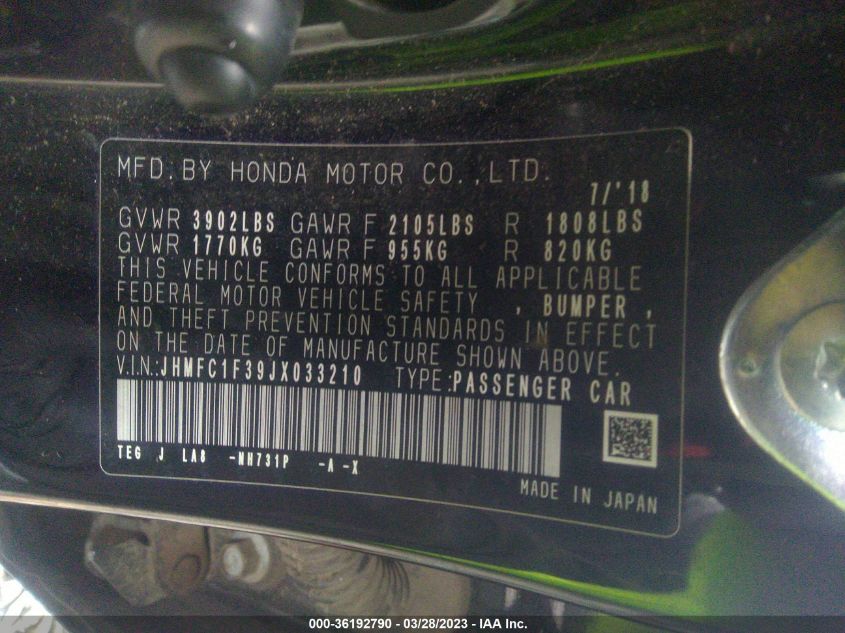 MFD. BY HONDA MOTOR CO., LTD. 7/'18
GVWR 3902LBS GAWR F 2105LBS R 1808LBS
GVWR 1770KG GAWR F 955KG R 820KG
THIS VEHICLE CONFORMS TO ALL APPLICABLE
FEDERAL MOTOR VEHICLE SAFETY , BUMPER ,
AND THEFT PREVENTION STANDARDS IN EFFECT
ON THE DATE OF MANUFACTURE SHOWN ABOVE.
V.I.N.:JHMFC1F39JX033210 TYPE:PASSENGER CAR
TEG J LA8 -NH731P -A -X
MADE IN JAPAN
000-36192790 - 03/28/2023 - IAA Inc.